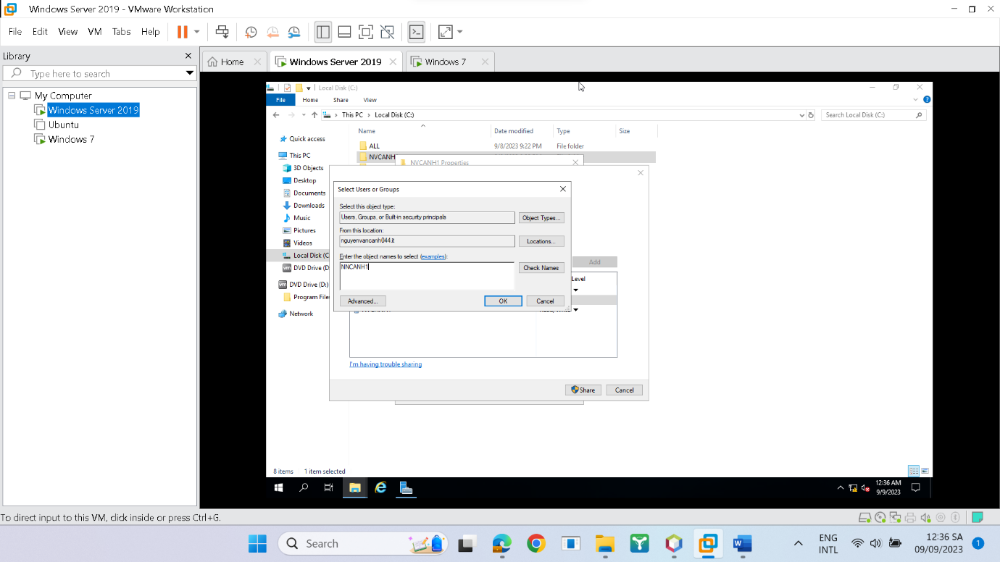 Windows Server 2019 - VMware Workstation
File Edit View VM Tabs Help
Library
Type here to search
My Computer
Windows Server 2019
Ubuntu
Windows 7
Home
Windows Server 2019
Windows 7
Local Disk (C:)
File Home Share View
This PC Local Disk (C:)
Search Local Disk (C:)
Name Date modified Type Size
Quick access
This PC
3D Objects
Desktop
Documents
Downloads
Music
Pictures
Videos
Local Disk (C
DVD Drive (D
DVD Drive (D:)
Program File
Network
ALL 9/8/2023 9:22 PM File folder
NVCANH1
NVCANH1 Properties
Select Users or Groups
Select this object type:
Users, Groups, or Built-in security principals
Object Types...
From this location:
nguyenvancanh044.it
Locations...
Enter the object names to select (examples):
NNCANH1
Check Names
Advanced...
OK
Cancel
Add
Level
I'm having trouble sharing
Share
Cancel
8 items 1 item selected
12:36 AM
9/9/2023
To direct input to this VM, click inside or press Ctrl+G.
Search
ENG
INTL
12:36 SA
09/09/2023
1